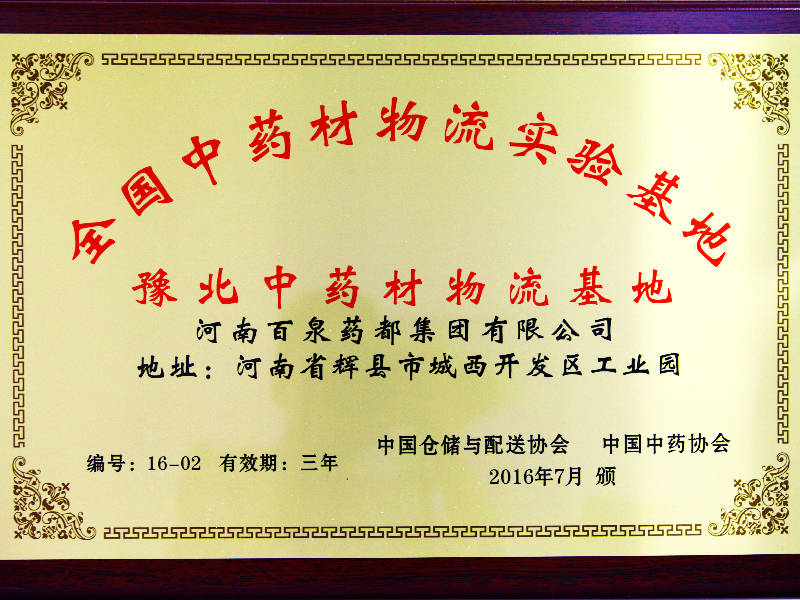 全国中药材物流实验基地
豫北中药材物流基地
河南百泉药都集团有限公司
地址：河南省辉县市城西开发区工业园
编号：16-02 有效期：三年
中国仓储与配送协会 中国中药协会
2016年7月 颁